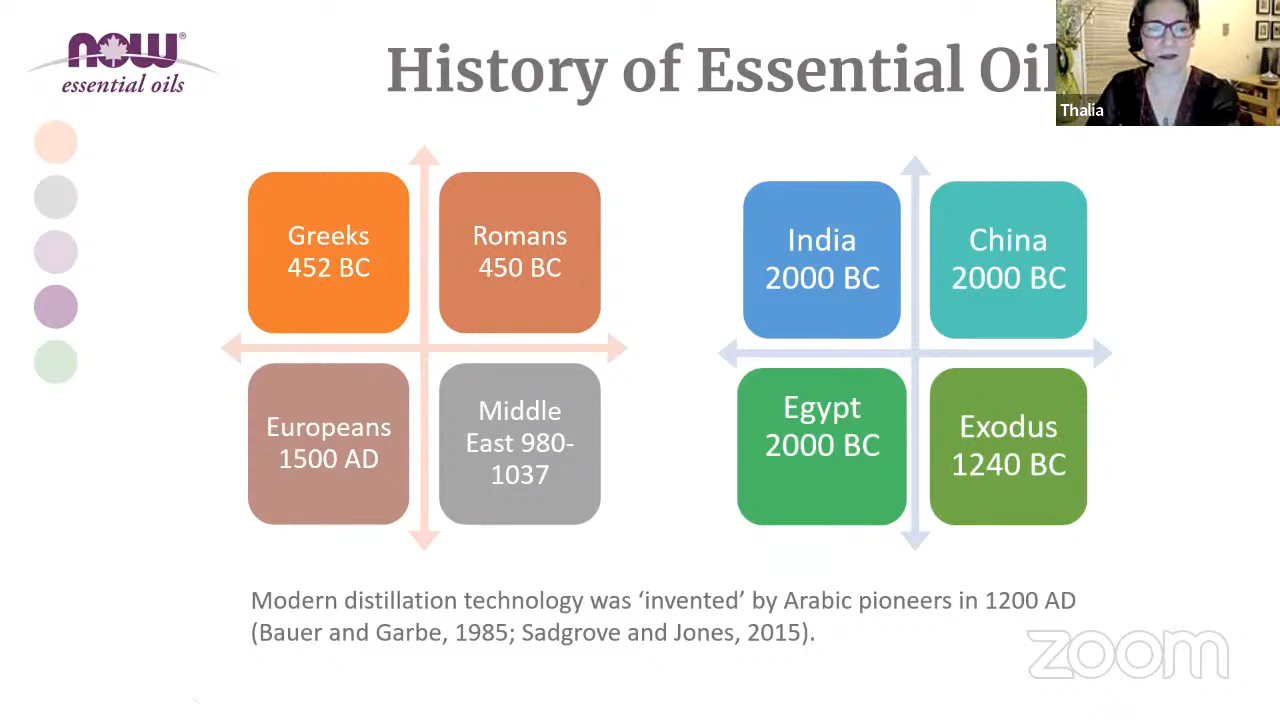 now®
essential oils
History of Essential Oil
Thalia
Greeks
452 BC
Romans
450 BC
Europeans
1500 AD
Middle
East 980-
1037
India
2000 BC
China
2000 BC
Egypt
2000 BC
Exodus
1240 BC
Modern distillation technology was ‘invented’ by Arabic pioneers in 1200 AD
(Bauer and Garbe, 1985; Sadgrove and Jones, 2015).
zoom